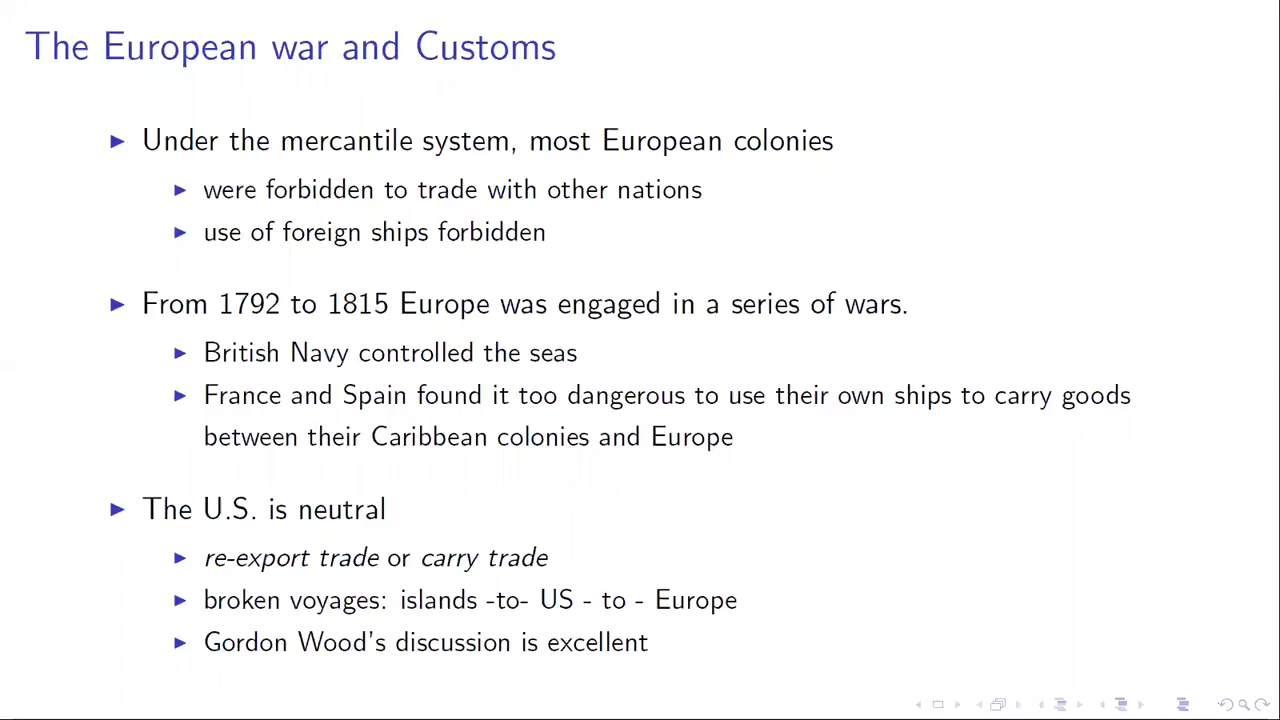 The European war and Customs
Under the mercantile system, most European colonies
were forbidden to trade with other nations
use of foreign ships forbidden
From 1792 to 1815 Europe was engaged in a series of wars.
British Navy controlled the seas
France and Spain found it too dangerous to use their own ships to carry goods
between their Caribbean colonies and Europe
The U.S. is neutral
re-export trade or carry trade
broken voyages: islands -to- US - to - Europe
Gordon Wood's discussion is excellent